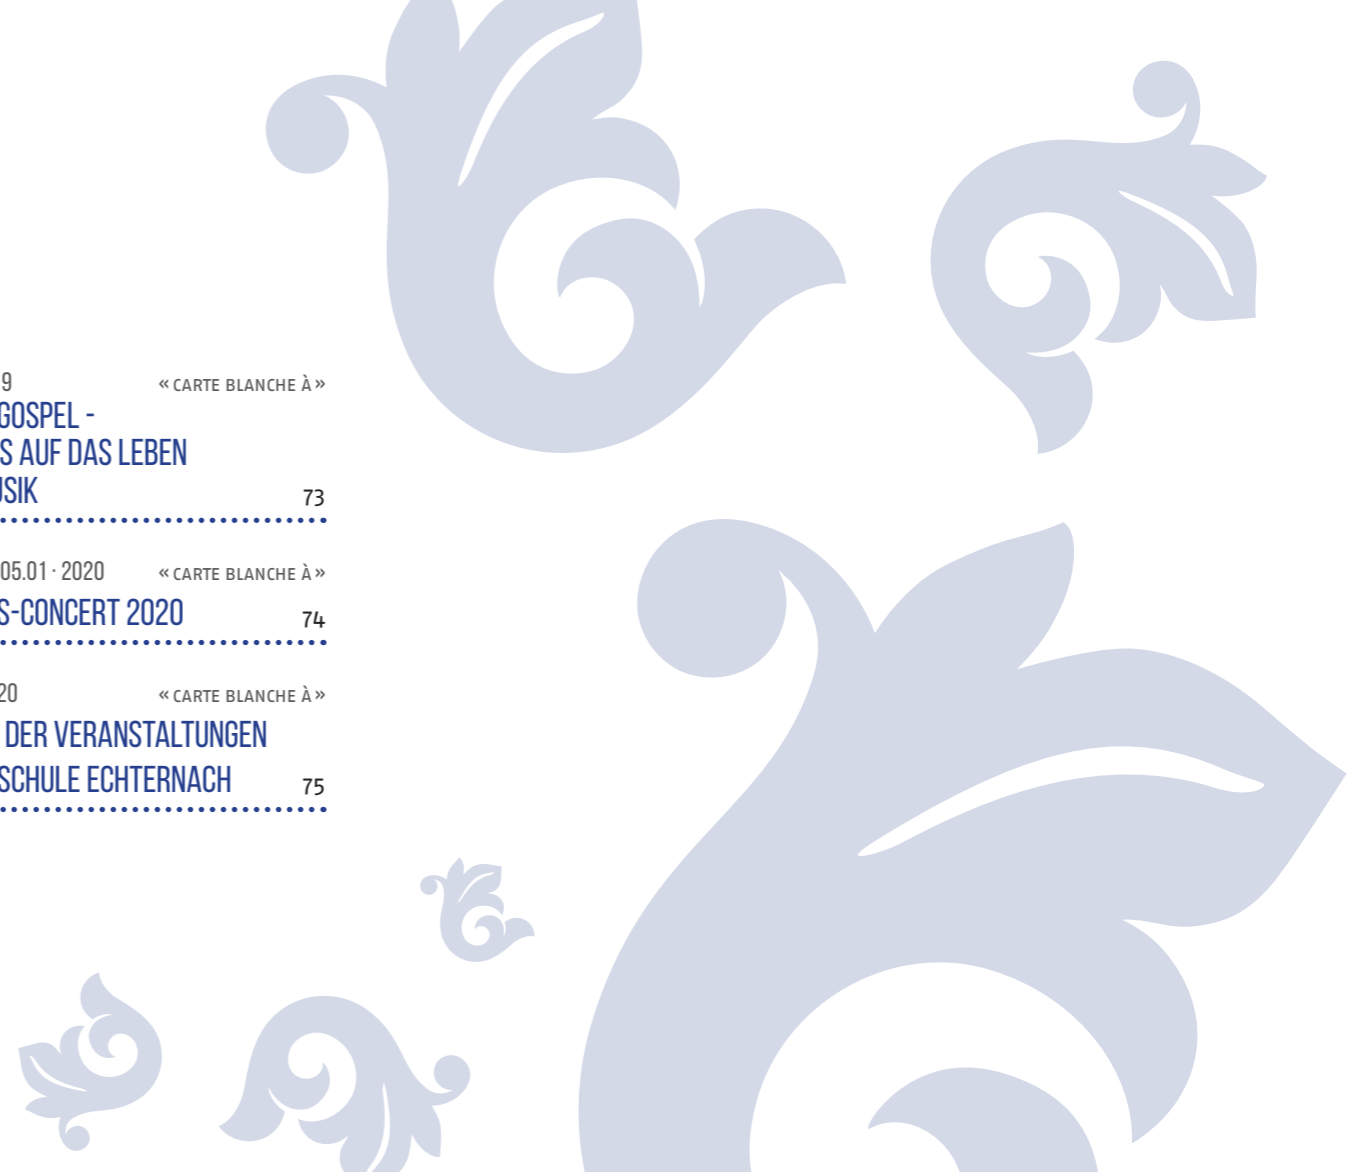 9 « CARTE BLANCHE À »
GOSPEL -
S AUF DAS LEBEN
USIK 73
05.01 · 2020 « CARTE BLANCHE À »
S-CONCERT 2020 74
20 « CARTE BLANCHE À »
DER VERANSTALTUNGEN
SCHULE ECHTERNACH 75